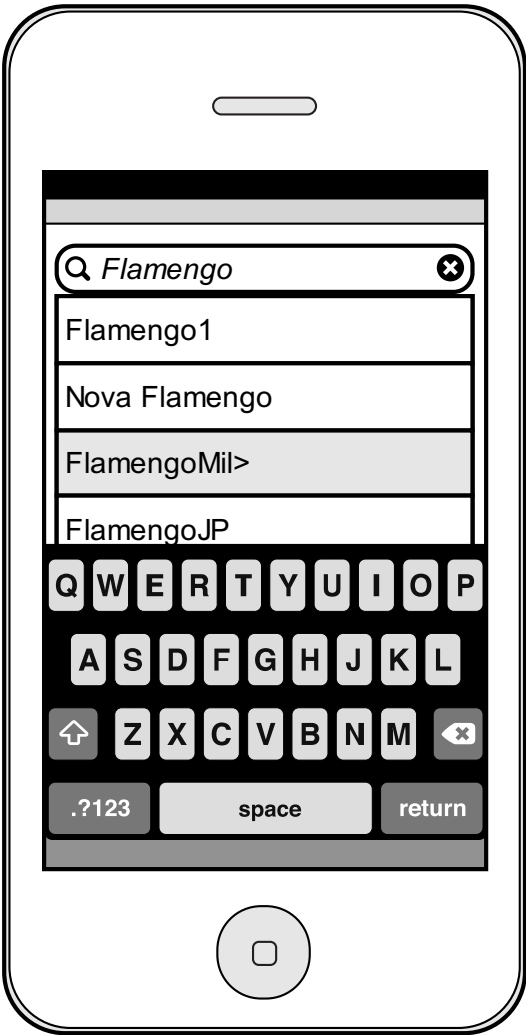 Flamengo
Flamengo1
Nova Flamengo
FlamengoMil>
FlamengoJP
Q W E R T Y U I O P
A S D F G H J K L
Z X C V B N M
.?123 space return